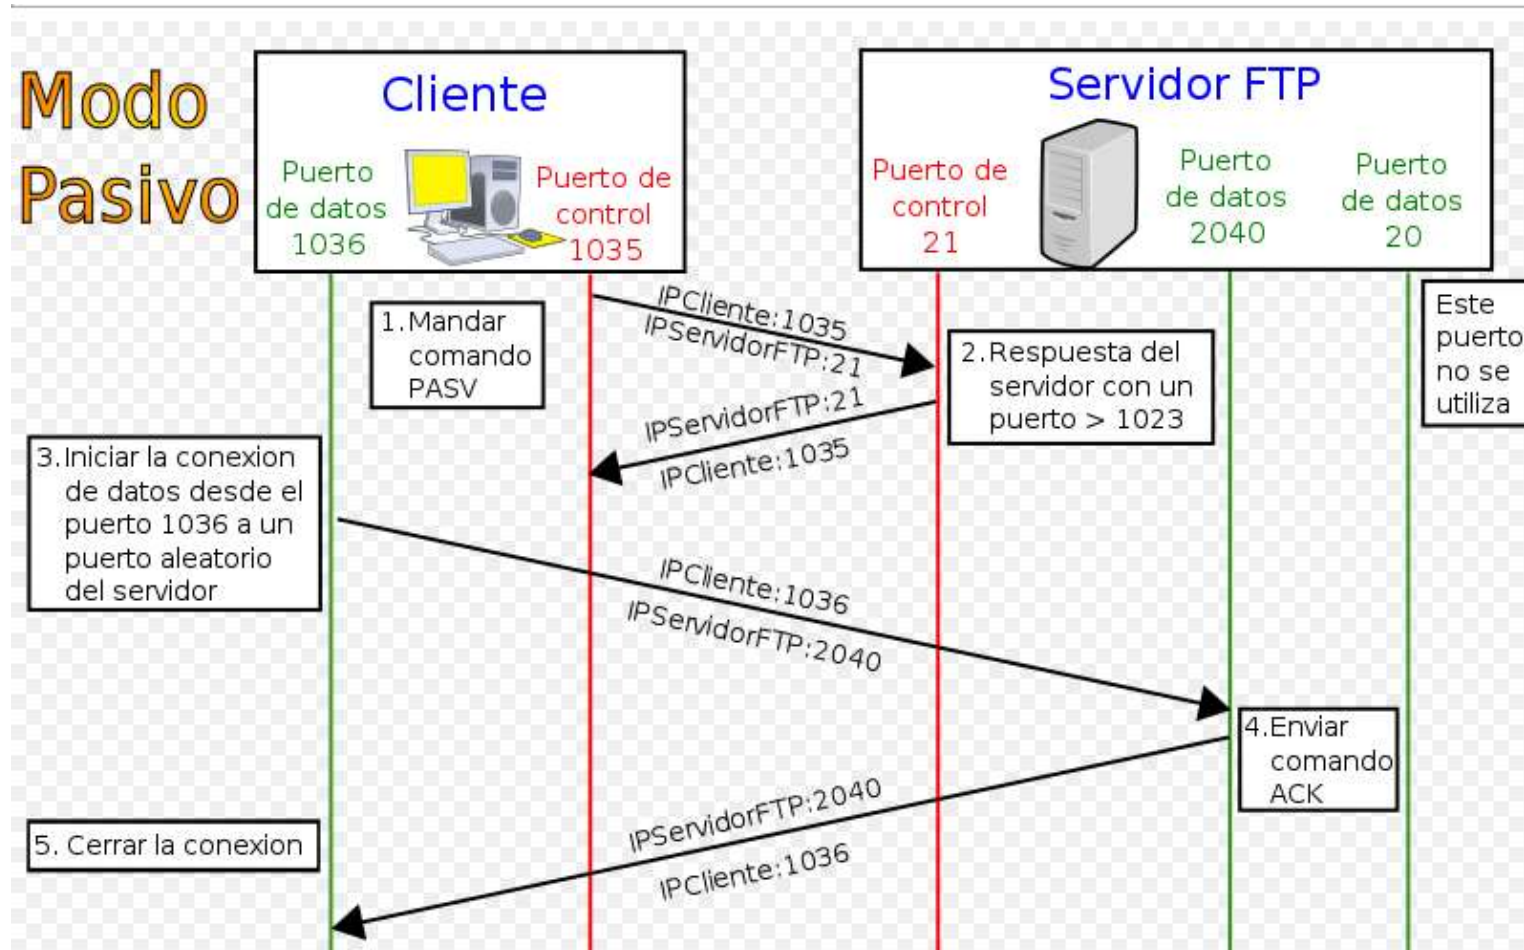 Modo
Pasivo
Cliente
Puerto
de datos
1036
Puerto de
control
1035
Servidor FTP
Puerto de
control
21
Puerto
de datos
2040
Puerto
de datos
20
Este
puerto
no se
utiliza
1.Mandar
comando
PASV
IPCliente:1035
IPServidorFTP:21
2.Respuesta del
servidor con un
puerto > 1023
IPServidorFTP:21
IPCliente:1035
3.Iniciar la conexion
de datos desde el
puerto 1036 a un
puerto aleatorio
del servidor
IPCliente:1036
IPServidorFTP:2040
4.Enviar
comando
ACK
IPServidorFTP:2040
IPCliente:1036
5. Cerrar la conexion